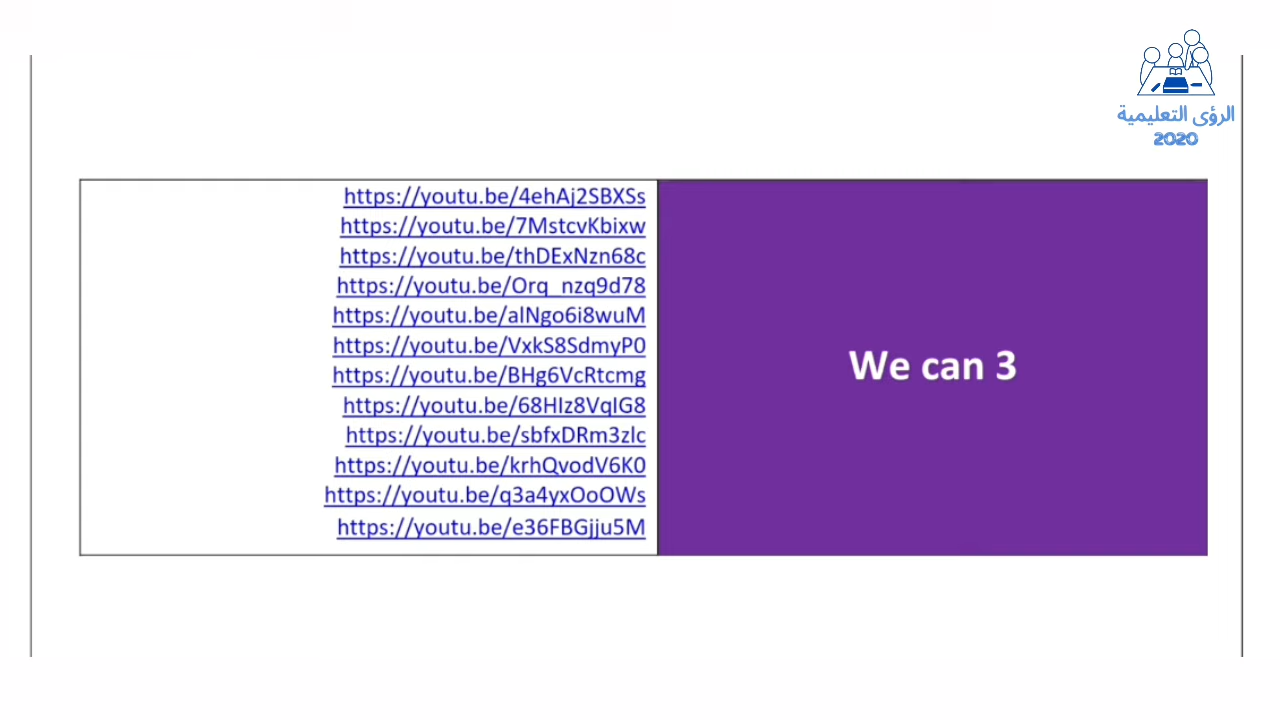 الرؤى التعليمية
2020
https://youtu.be/4ehAj2SBXSs
https://youtu.be/7MstcvKbixw
https://youtu.be/thDExNzn68c
https://youtu.be/Orq_nzq9d78
https://youtu.be/alNgo6i8wuM
https://youtu.be/VxkS8SdmyP0
https://youtu.be/BHg6VcRtcmg
https://youtu.be/68HIz8VqIG8
https://youtu.be/sbfxDRm3zlc
https://youtu.be/krhQvodV6K0
https://youtu.be/q3a4yxOoOWs
https://youtu.be/e36FBGjju5M
We can 3